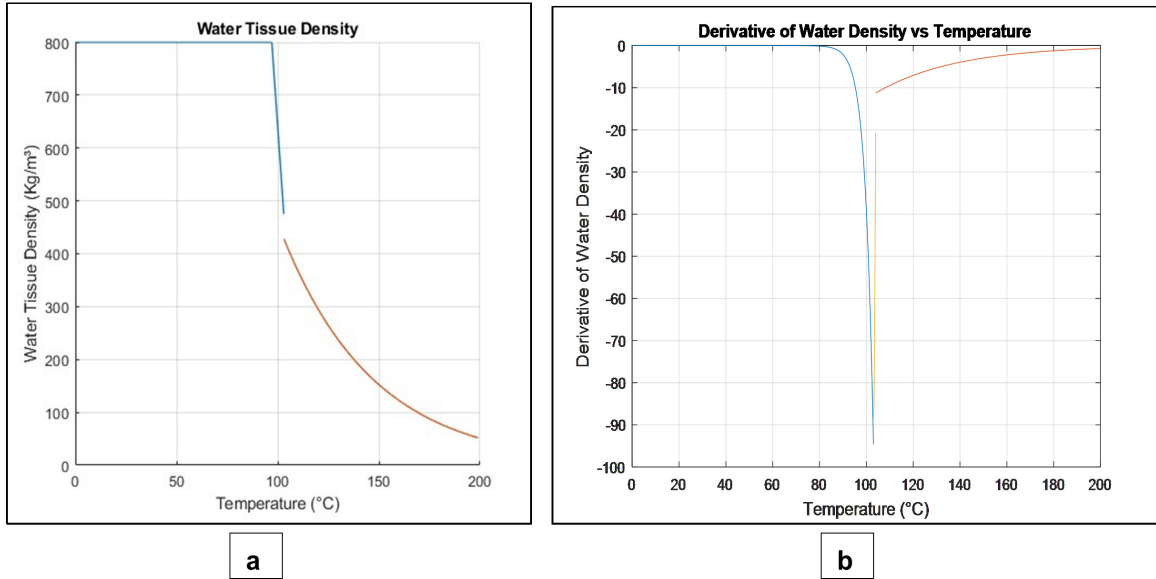 Water Tissue Density
800
700
600
500
400
300
200
100
0
Water Tissue Density (Kg/m³)
0 50 100 150 200
Temperature (°C)
a
Derivative of Water Density vs Temperature
0
-10
-20
-30
-40
-50
-60
-70
-80
-90
-100
Derivative of Water Density
0 20 40 60 80 100 120 140 160 180 200
Temperature (°C)
b